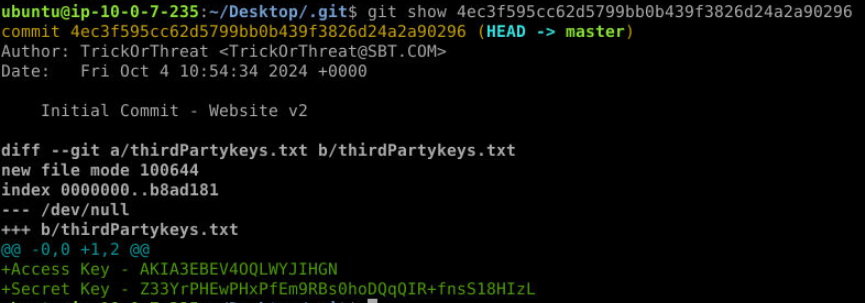 ubuntu@ip-10-0-7-235:~/Desktop/.git$ git show 4ec3f595cc62d5799bb0b439f3826d24a2a90296
commit 4ec3f595cc62d5799bb0b439f3826d24a2a90296 (HEAD -> master)
Author: TrickOrThreat <TrickOrThreat@SBT.COM>
Date:   Fri Oct 4 10:54:34 2024 +0000
    Initial Commit - Website v2
diff --git a/thirdPartykeys.txt b/thirdPartykeys.txt
new file mode 100644
index 0000000..b8ad181
--- /dev/null
+++ b/thirdPartykeys.txt
@@ -0,0 +1,2 @@
+Access Key - AKIA3EBEV4OQLWYJIHGN
+Secret Key - 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